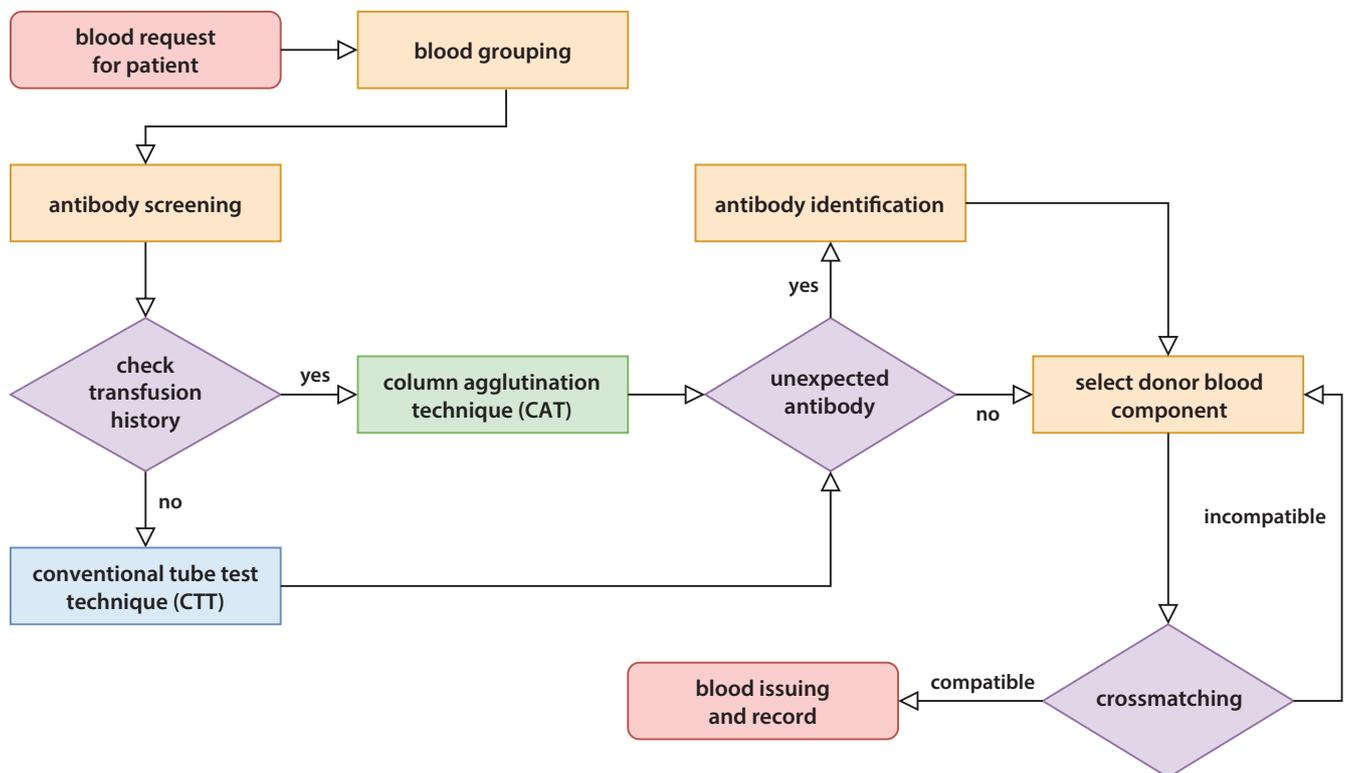 blood request
for patient
blood grouping
antibody screening
antibody identification
yes
check
transfusion
history
yes
column agglutination
technique (CAT)
unexpected
antibody
no
select donor blood
component
no
incompatible
conventional tube test
technique (CTT)
blood issuing
and record
compatible
crossmatching